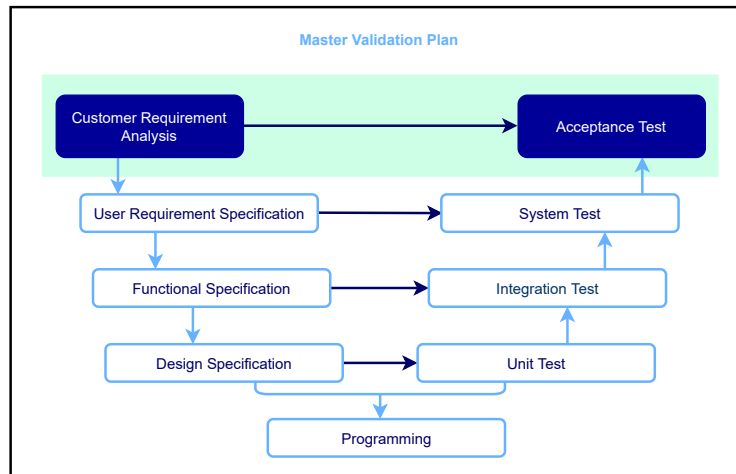 Master Validation Plan
Customer Requirement
Analysis
Acceptance Test
User Requirement Specification
System Test
Functional Specification
Integration Test
Design Specification
Unit Test
Programming